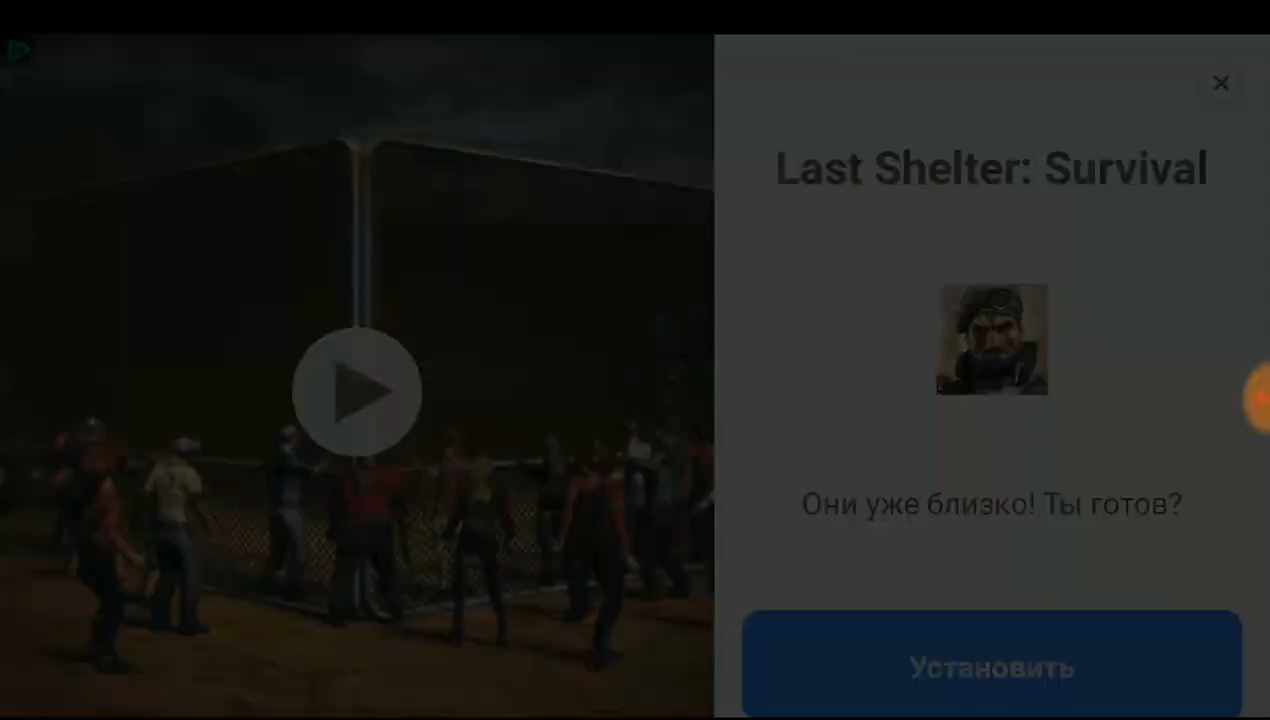 Last Shelter: Survival
Они уже близко! Ты готов?
Установить